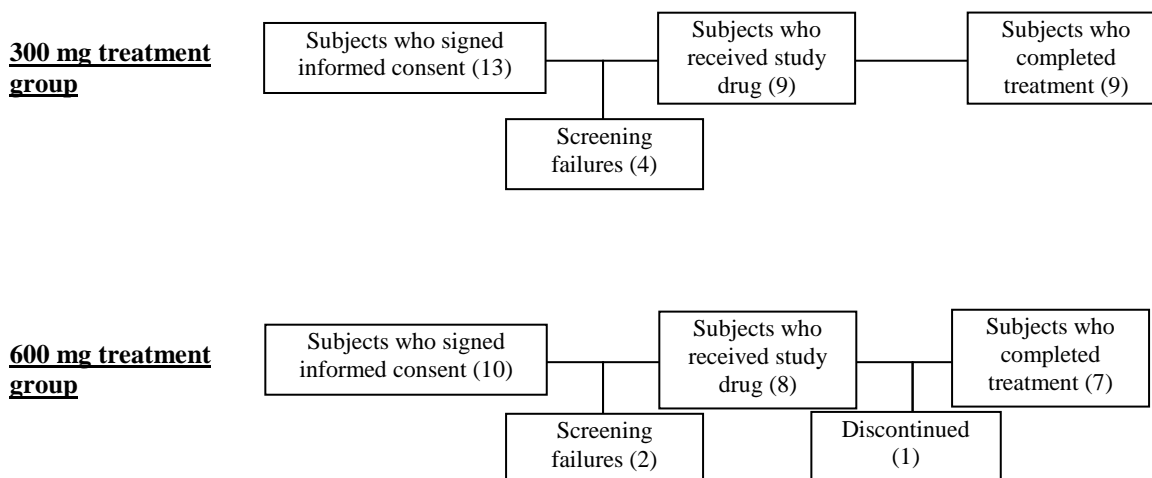 300 mg treatment
group
Subjects who signed
informed consent (13)
Subjects who
received study
drug (9)
Subjects who
completed
treatment (9)
Screening
failures (4)
600 mg treatment
group
Subjects who signed
informed consent (10)
Subjects who
received study
drug (8)
Subjects who
completed
treatment (7)
Screening
failures (2)
Discontinued
(1)